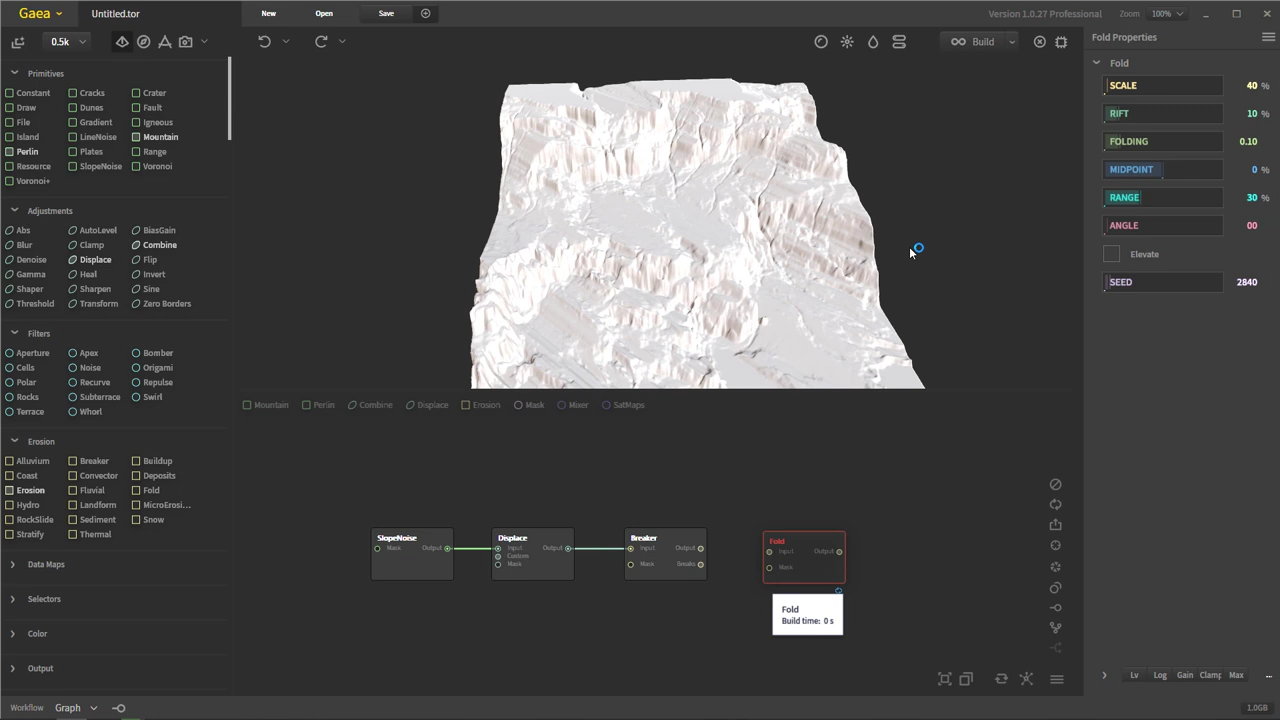 Gaea
Untitled.tor
New
Open
Save
Version 1.0.27 Professional
Zoom
100%
0.5k
Build
Primitives
Constant Cracks Crater
Draw Dunes Fault
File Gradient Igneous
Island LineNoise Mountain
Perlin Plates Range
Resource SlopeNoise Voronoi
Voronoi+
Adjustments
Abs AutoLevel BiasGain
Blur Clamp Combine
Denoise Displace Flip
Gamma Heal Invert
Shaper Sharpen Sine
Threshold Transform Zero Borders
Filters
Aperture Apex Bomber
Cells Noise Origami
Polar Recurve Repulse
Rocks Subterrace Swirl
Terrace Whorl
Erosion
Alluvium Breaker Buildup
Coast Convector Deposits
Erosion Fluvial Fold
Hydro Landform MicroErosi...
RockSlide Sediment Snow
Stratify Thermal
Data Maps
Selectors
Color
Output
Workflow Graph
Mountain Perlin Combine Displace Erosion Mask Mixer SatMaps
SlopeNoise
Mask Output
Displace
Input Output
Custom
Mask
Breaker
Input Output
Mask Breaks
Fold
Input Output
Mask
Fold
Build time: 0 s
Fold Properties
Fold
SCALE 40 %
RIFT 10 %
FOLDING 0.10
MIDPOINT 0 %
RANGE 30 %
ANGLE 00
Elevate
SEED 2840
Lv Log Gain Clamp Max ...
1.0GB